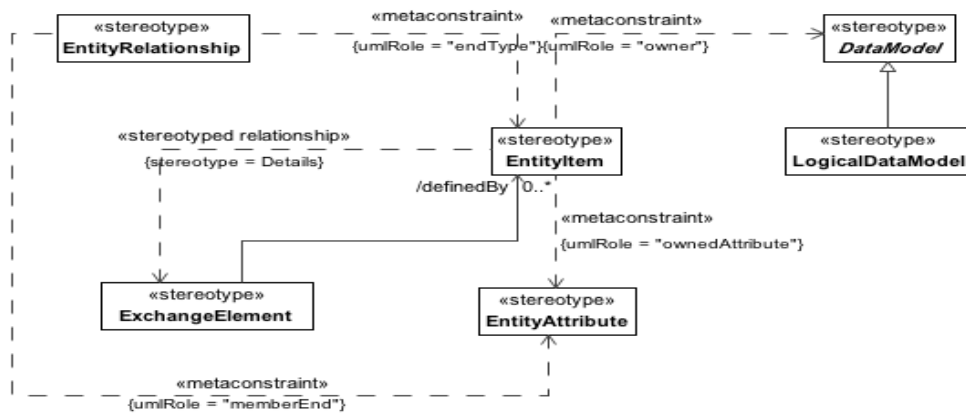 «metaconstraint»
«metaconstraint»
«stereotype»
EntityRelationship
{umlRole = "endType"}
{umlRole = "owner"}
«stereotype»
DataModel
«stereotyped relationship»
{stereotype = Details}
«stereotype»
EntityItem
«stereotype»
LogicalDataModel
/definedBy 0..*
«metaconstraint»
{umlRole = "ownedAttribute"}
«stereotype»
ExchangeElement
«stereotype»
EntityAttribute
«metaconstraint»
{umlRole = "memberEnd"}